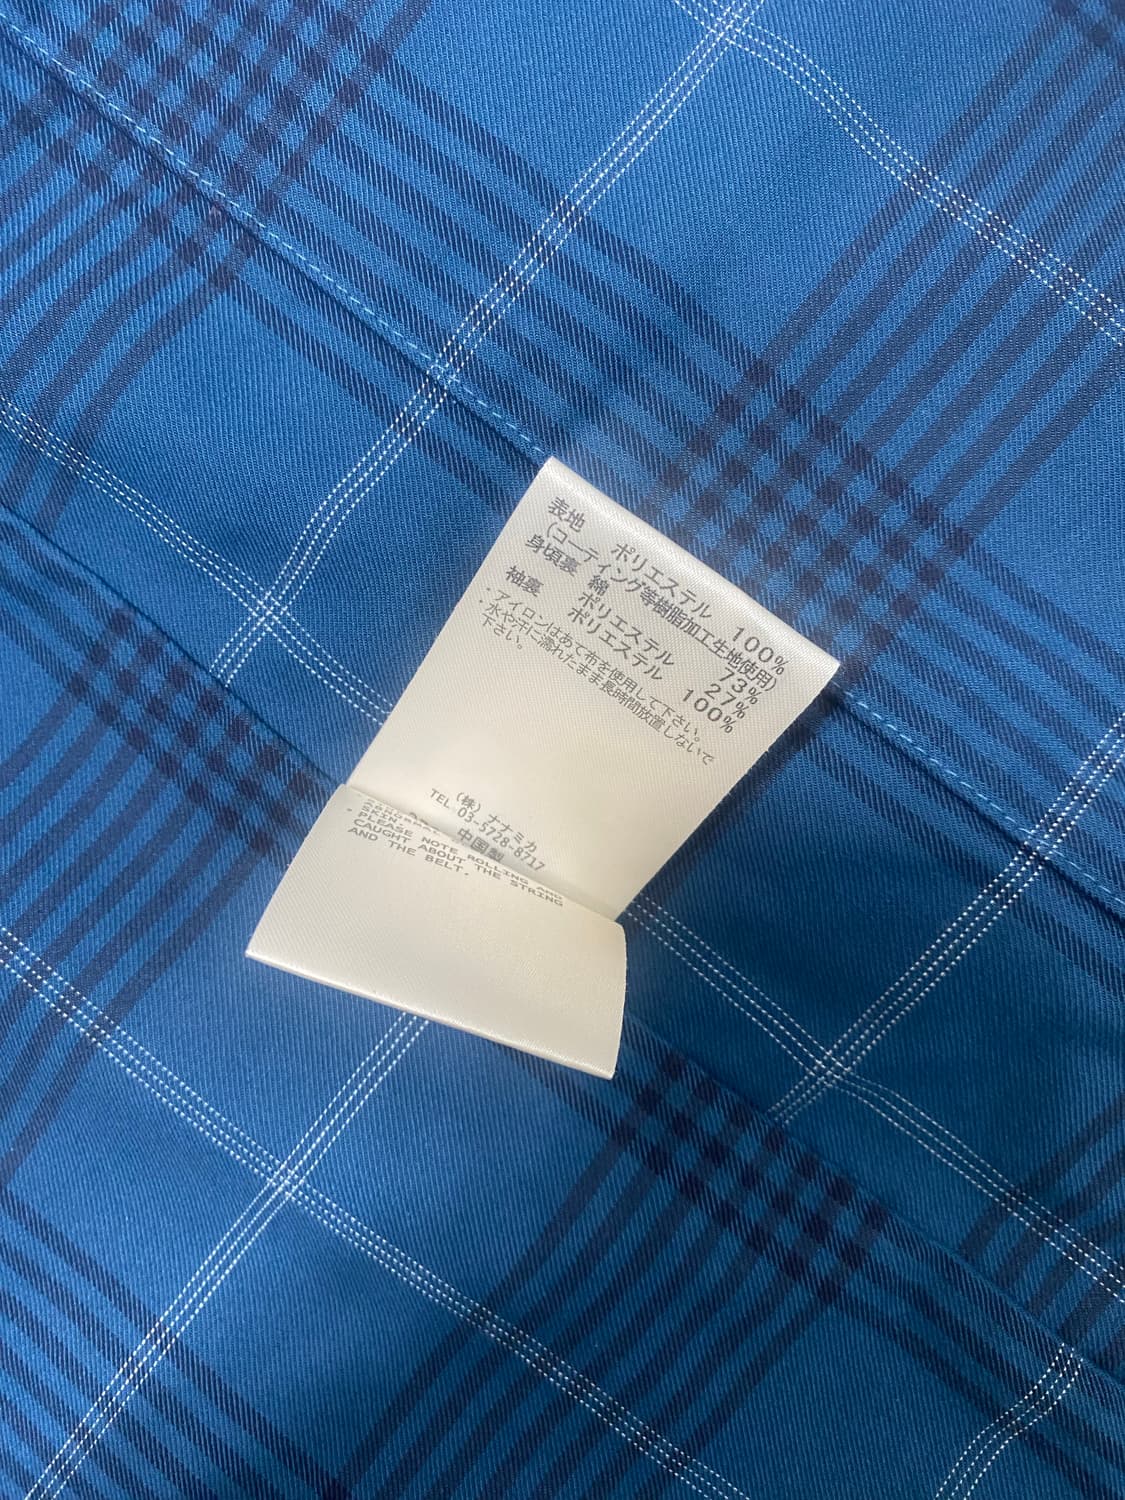 表地 ポリエステル 100%
(コーティング等樹脂加工生地使用)
身頃裏 綿 73%
ポリエステル 27%
袖裏 ポリエステル 100%
・アイロンはあて布を使用して下さい。
・水や汗に濡れたまま長時間放置しないで
下さい。
(株) ナナミカ
TEL 03-5728-6717
中国製
SKIN.
・PLEASE NOTE ROLLING AND
CAUGHT ABOUT THE STRING
AND THE BELT.